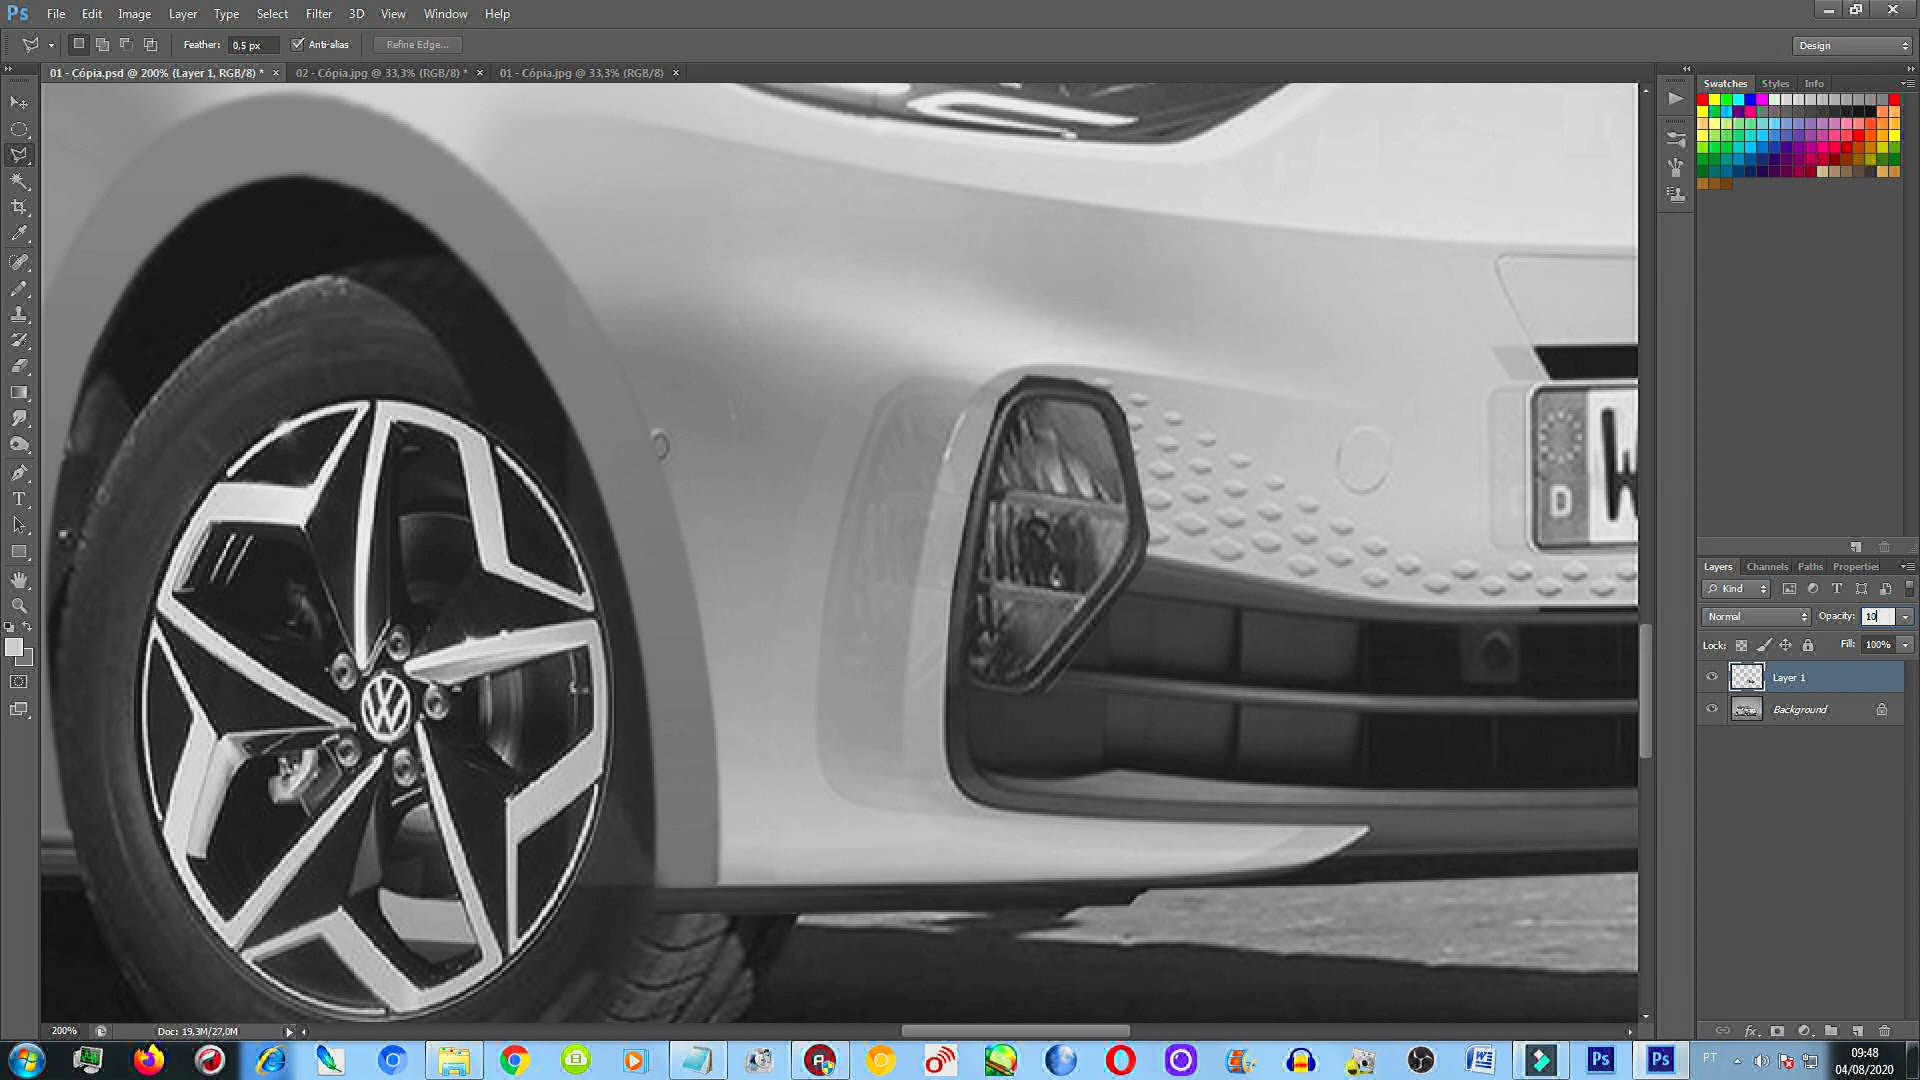 Ps File Edit Image Layer Type Select Filter 3D View Window Help
Feather: 0,5 px Anti-alias Refine Edge... Design
01 - Cópia.psd @ 200% (Layer 1, RGB/8) * × 02 - Cópia.jpg @ 33,3% (RGB/8) * × 01 - Cópia.jpg @ 33,3% (RGB/8) ×
Swatches Styles Info
D W
Layers Channels Paths Properties
Kind
Normal Opacity: 10
Lock: Fill: 100%
Layer 1
Background
200% Doc: 19,3M/27,0M
PT 09:48
04/08/2020